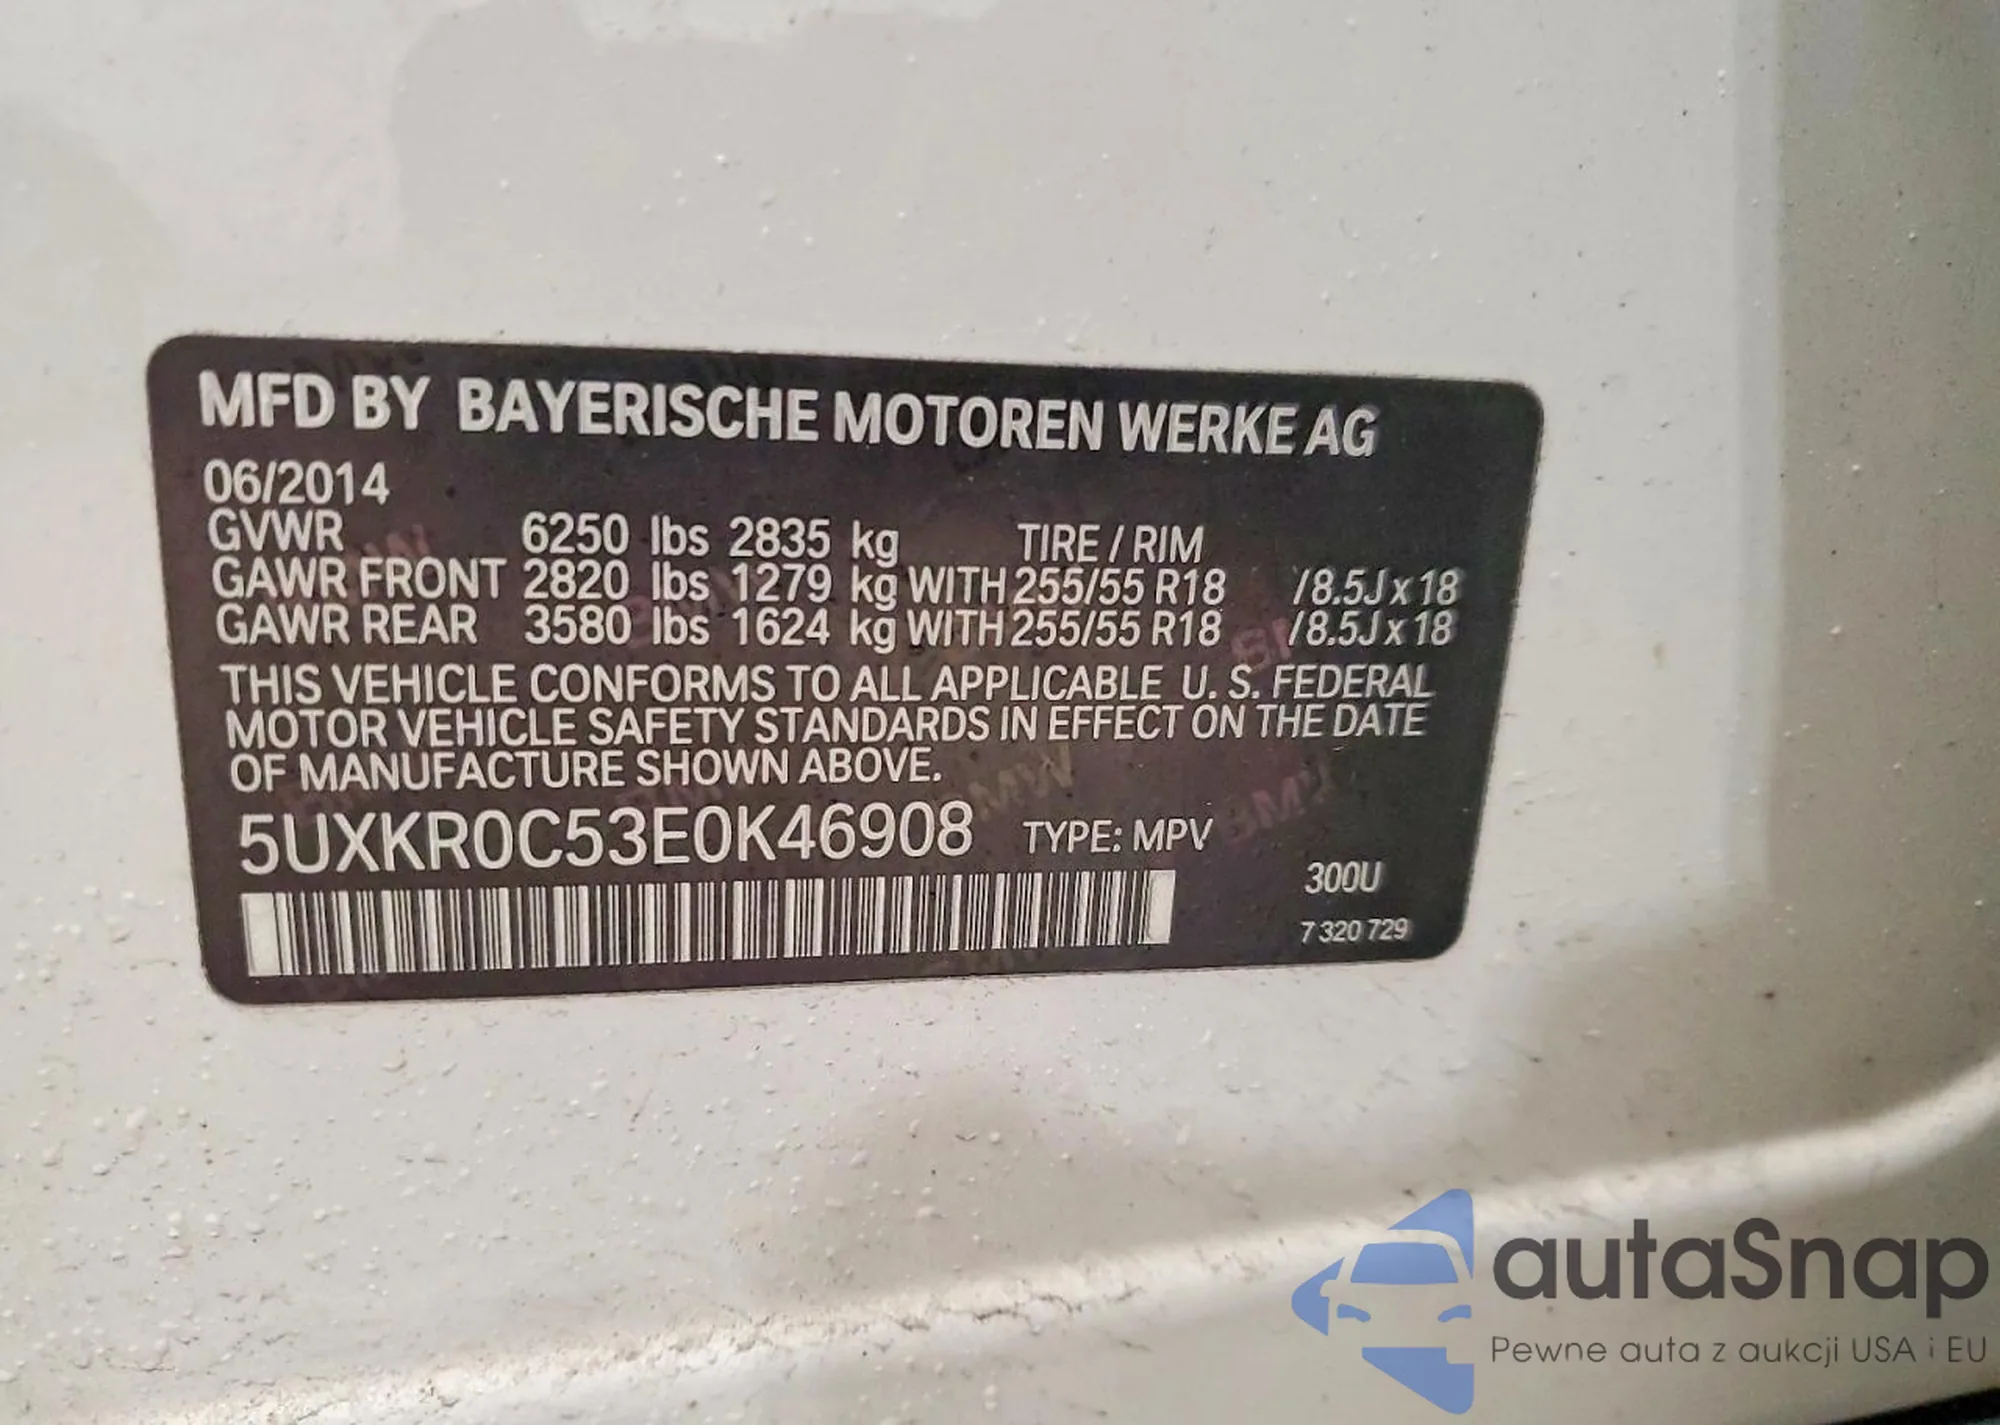 MFD BY BAYERISCHE MOTOREN WERKE AG
06/2014
GVWR 6250 lbs 2835 kg TIRE / RIM
GAWR FRONT 2820 lbs 1279 kg WITH 255/55 R18 /8.5J x 18
GAWR REAR 3580 lbs 1624 kg WITH 255/55 R18 /8.5J x 18
THIS VEHICLE CONFORMS TO ALL APPLICABLE U. S. FEDERAL
MOTOR VEHICLE SAFETY STANDARDS IN EFFECT ON THE DATE
OF MANUFACTURE SHOWN ABOVE.
5UXKR0C53E0K46908 TYPE: MPV
300U
7 320 729
autaSnap
Pewne auta z aukcji USA i EU